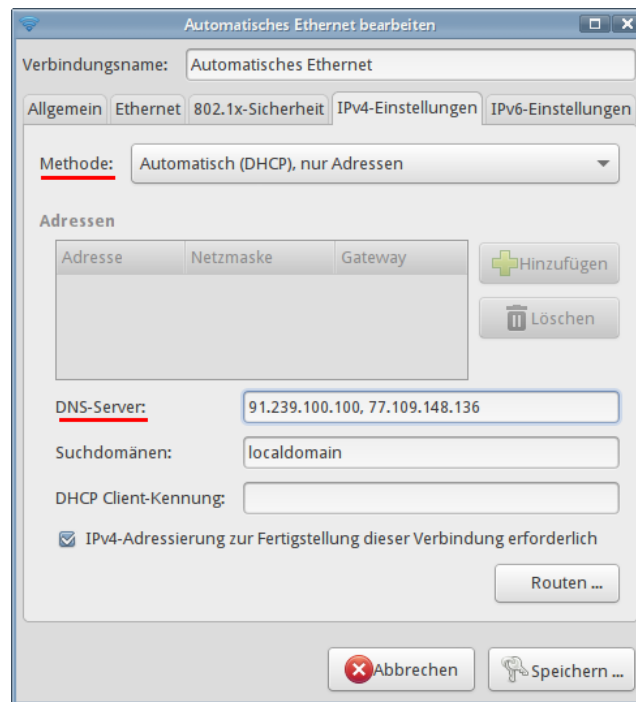 Automatisches Ethernet bearbeiten
Verbindungsname: Automatisches Ethernet
Allgemein Ethernet 802.1x-Sicherheit IPv4-Einstellungen IPv6-Einstellungen
Methode: Automatisch (DHCP), nur Adressen
Adressen
Adresse Netzmaske Gateway
Hinzufügen
Löschen
DNS-Server: 91.239.100.100, 77.109.148.136
Suchdomänen: localdomain
DHCP Client-Kennung:
IPv4-Adressierung zur Fertigstellung dieser Verbindung erforderlich
Routen ...
Abbrechen Speichern ...